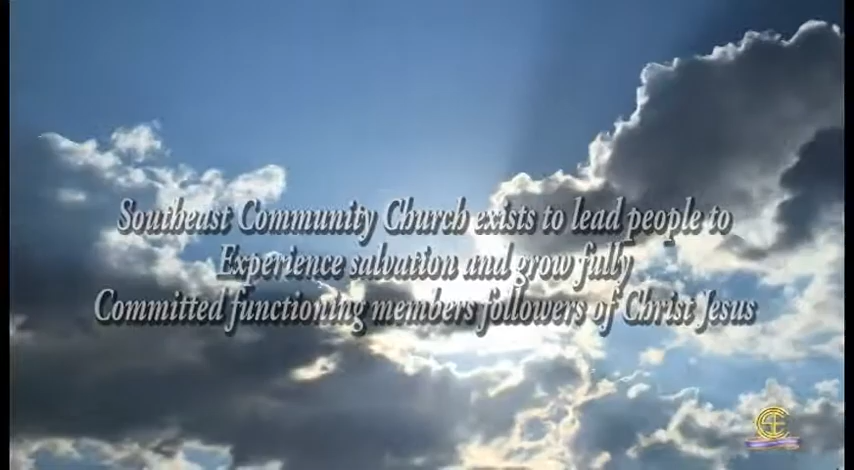 Southeast Community Church exists to lead people to
Experience salvation and grow fully
Committed functioning members followers of Christ Jesus